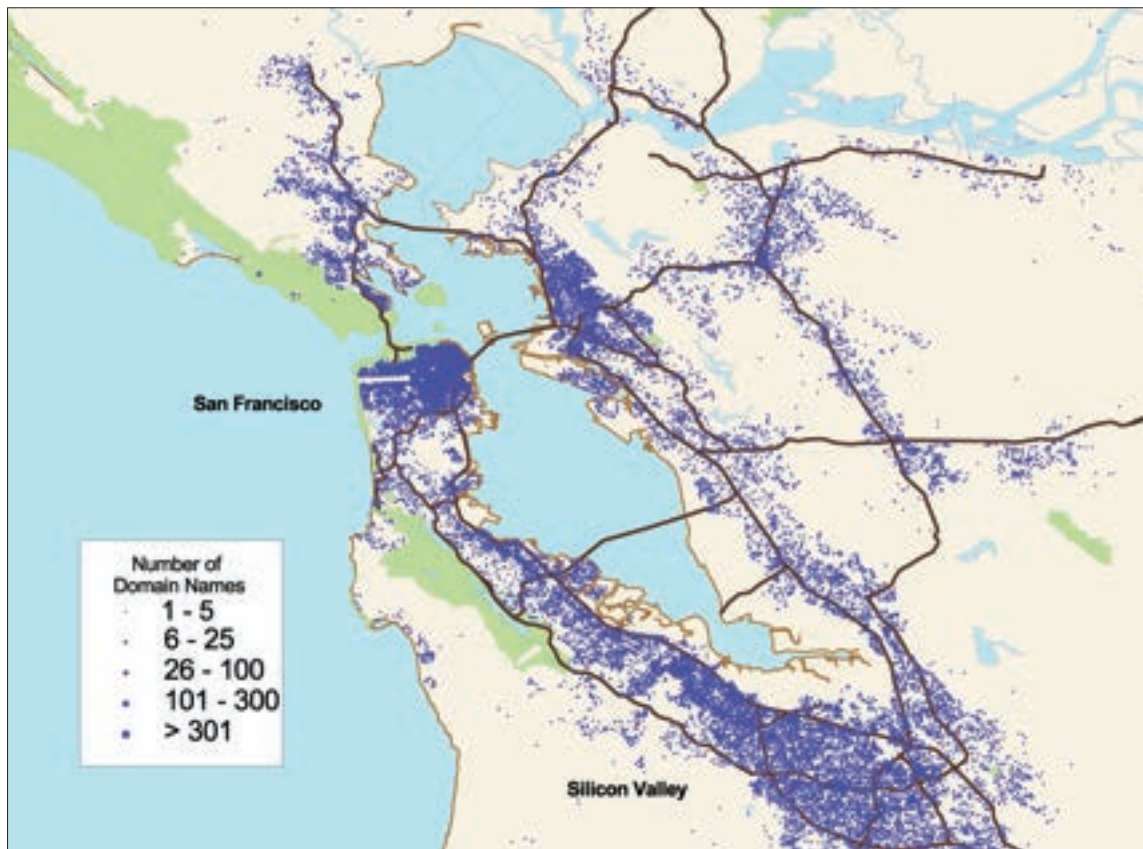 San Francisco
Number of
Domain Names
1 - 5
6 - 25
26 - 100
101 - 300
> 301
Silicon Valley